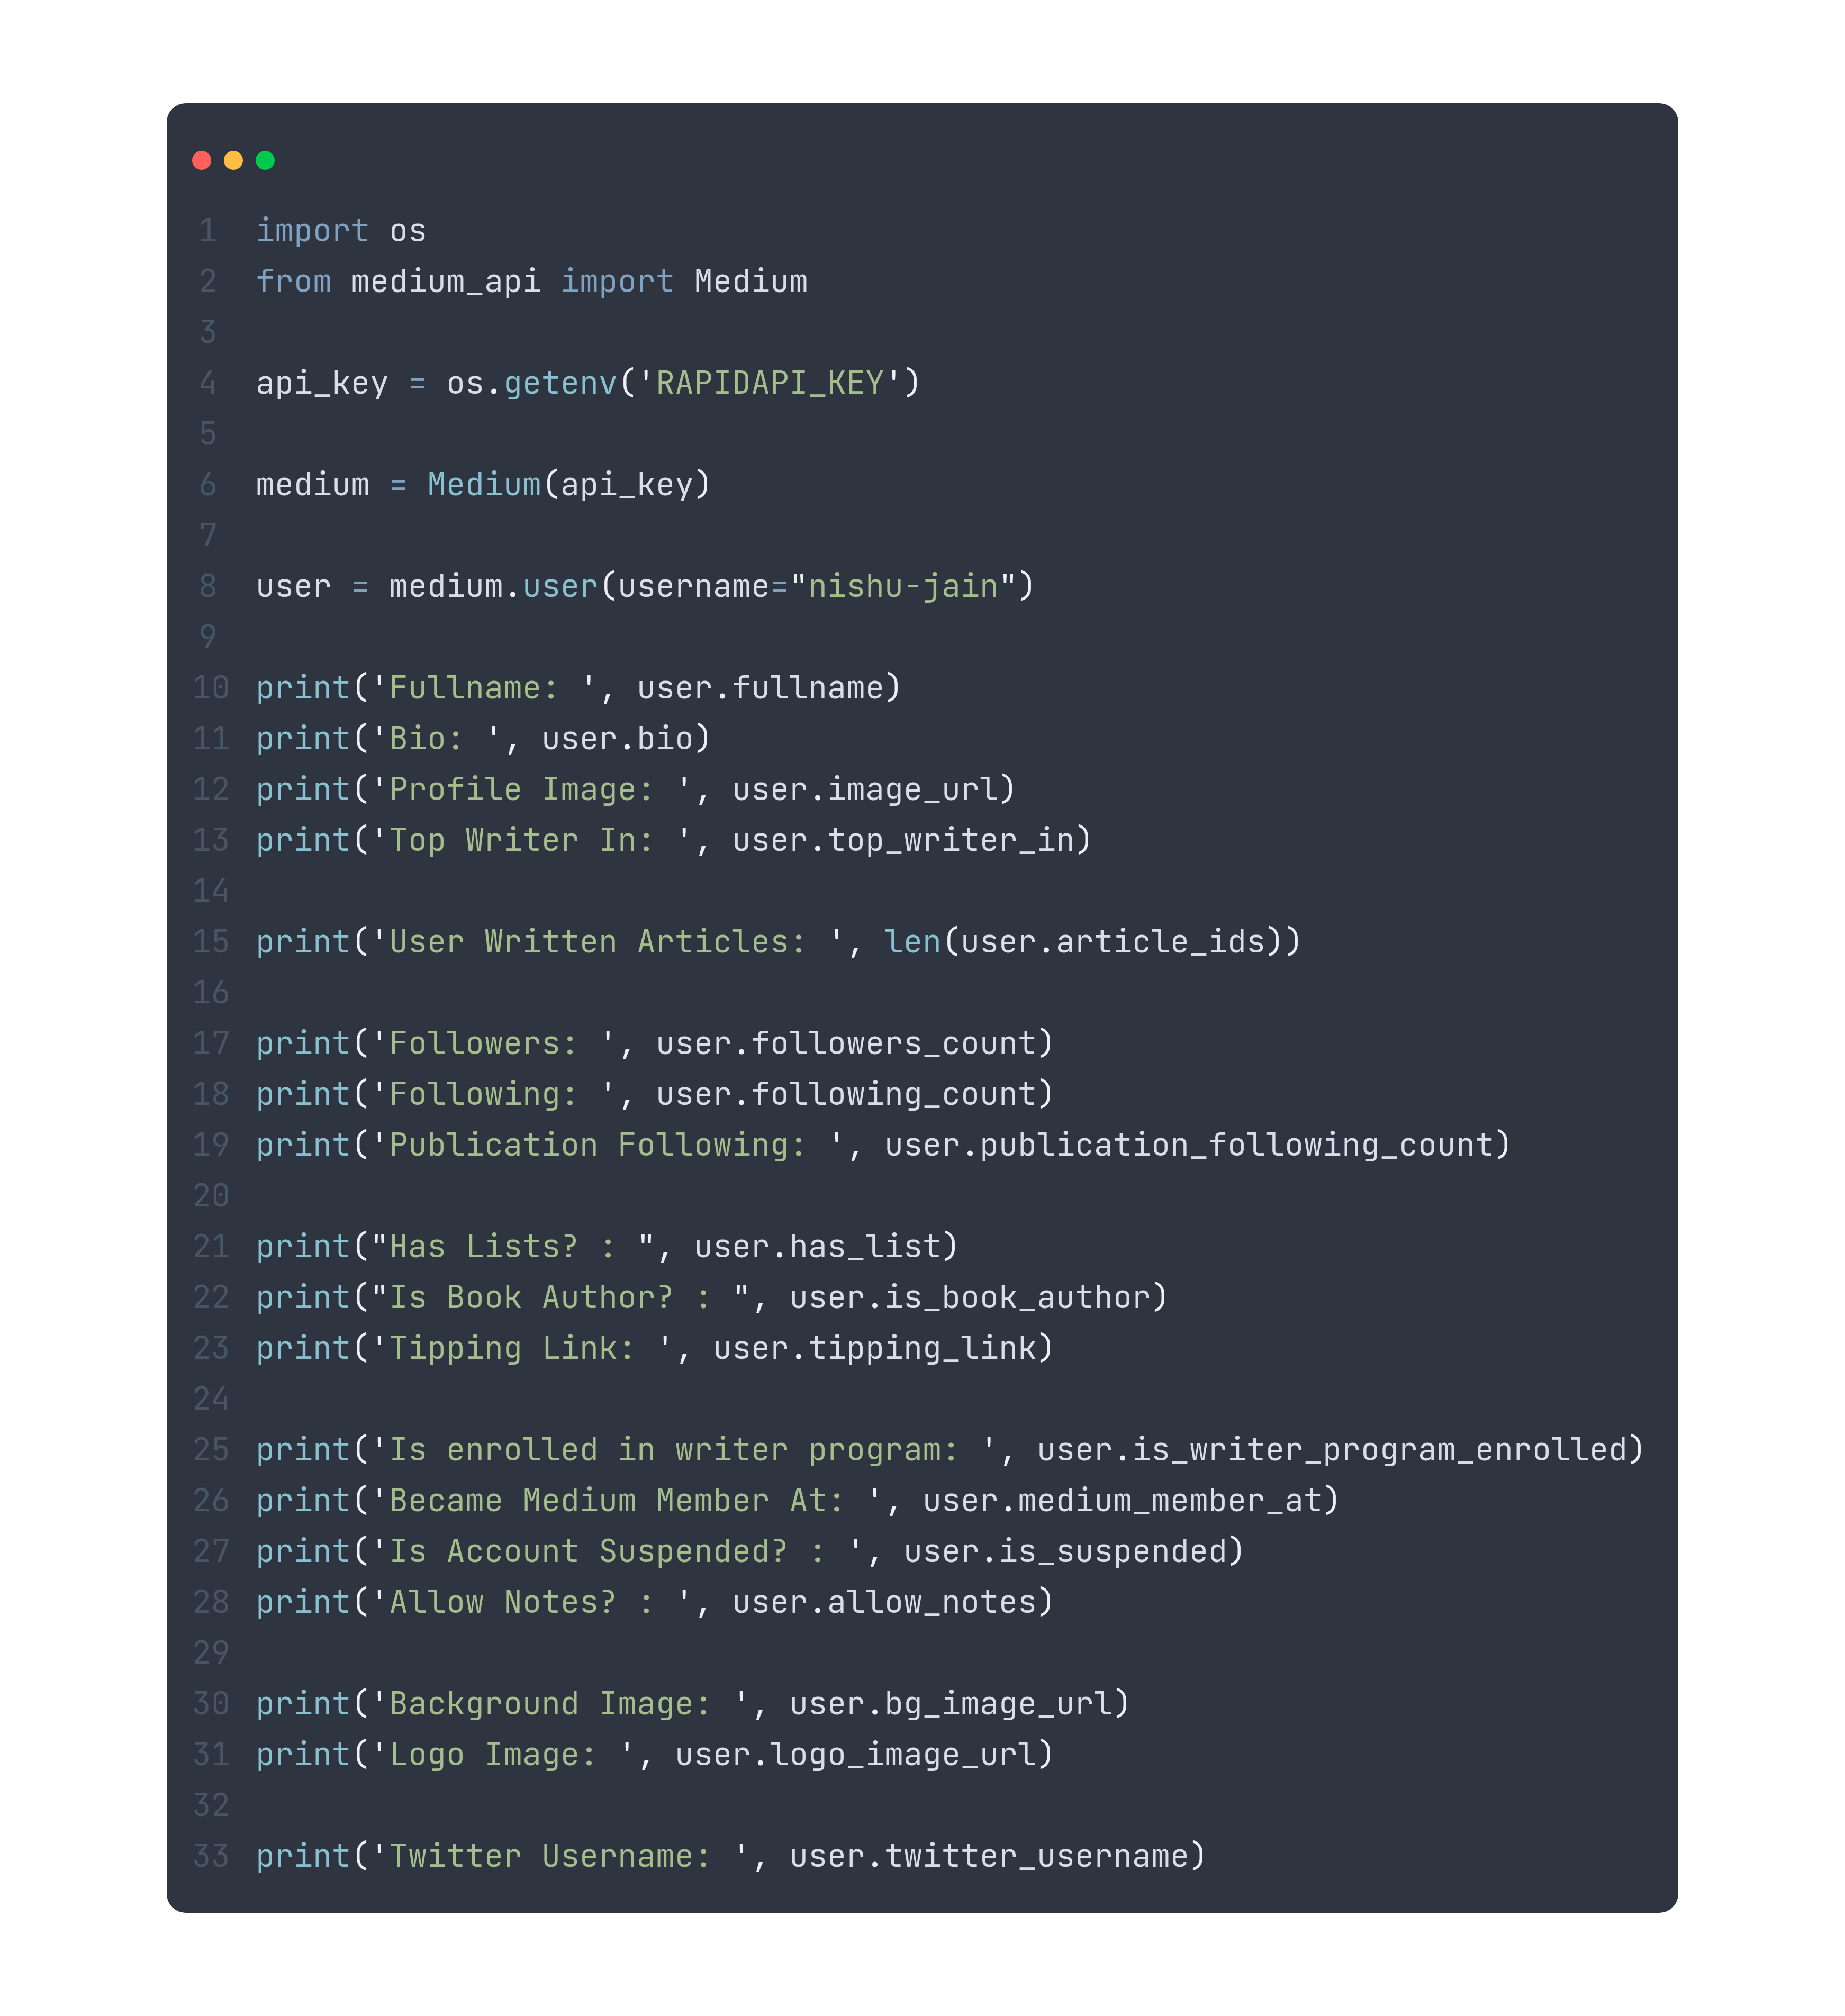 1 import os
2 from medium_api import Medium
3
4 api_key = os.getenv('RAPIDAPI_KEY')
5
6 medium = Medium(api_key)
7
8 user = medium.user(username="nishu-jain")
9
10 print('Fullname: ', user.fullname)
11 print('Bio: ', user.bio)
12 print('Profile Image: ', user.image_url)
13 print('Top Writer In: ', user.top_writer_in)
14
15 print('User Written Articles: ', len(user.article_ids))
16
17 print('Followers: ', user.followers_count)
18 print('Following: ', user.following_count)
19 print('Publication Following: ', user.publication_following_count)
20
21 print("Has Lists? : ", user.has_list)
22 print("Is Book Author? : ", user.is_book_author)
23 print('Tipping Link: ', user.tipping_link)
24
25 print('Is enrolled in writer program: ', user.is_writer_program_enrolled)
26 print('Became Medium Member At: ', user.medium_member_at)
27 print('Is Account Suspended? : ', user.is_suspended)
28 print('Allow Notes? : ', user.allow_notes)
29
30 print('Background Image: ', user.bg_image_url)
31 print('Logo Image: ', user.logo_image_url)
32
33 print('Twitter Username: ', user.twitter_username)